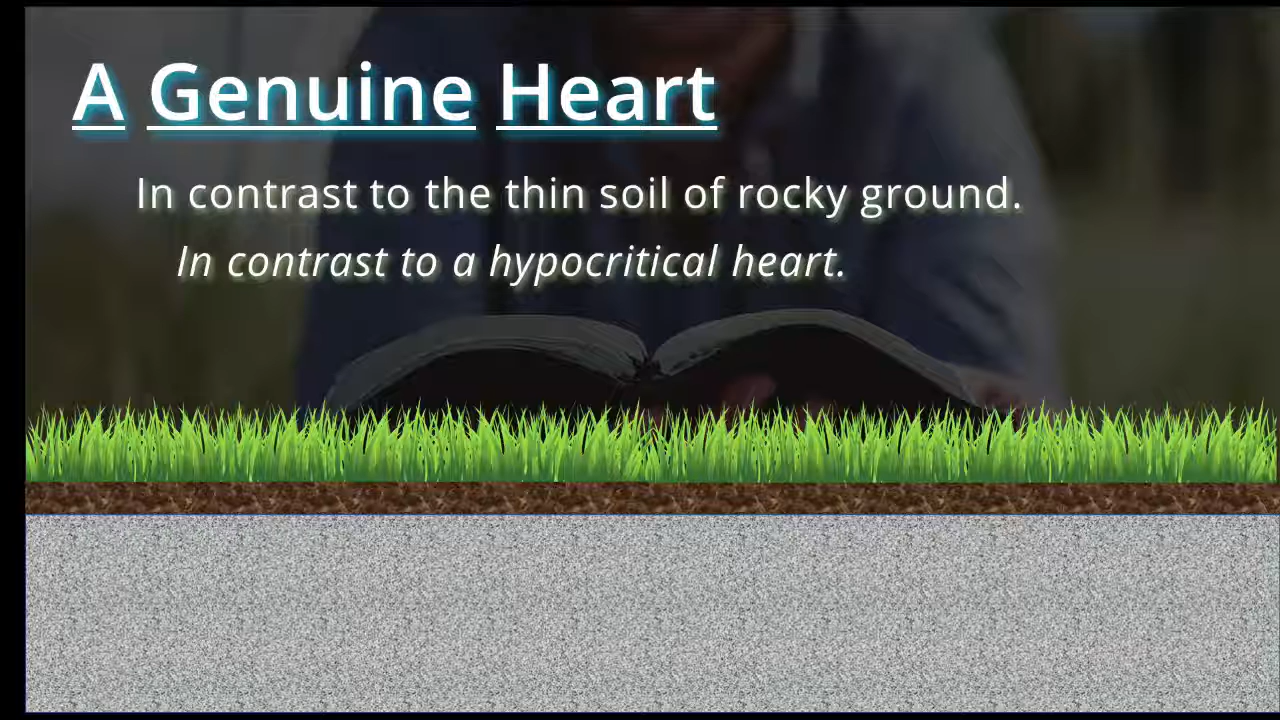 A Genuine Heart
In contrast to the thin soil of rocky ground.
In contrast to a hypocritical heart.